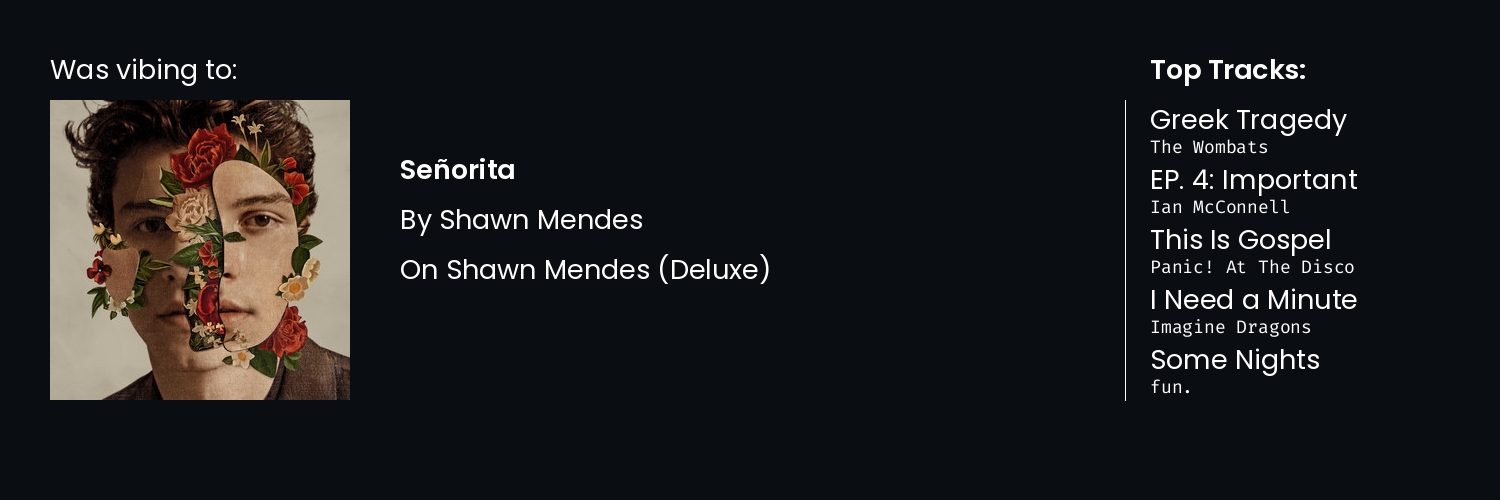 Was vibing to:
Señorita
By Shawn Mendes
On Shawn Mendes (Deluxe)
Top Tracks:
Greek Tragedy
The Wombats
EP. 4: Important
Ian McConnell
This Is Gospel
Panic! At The Disco
I Need a Minute
Imagine Dragons
Some Nights
fun.